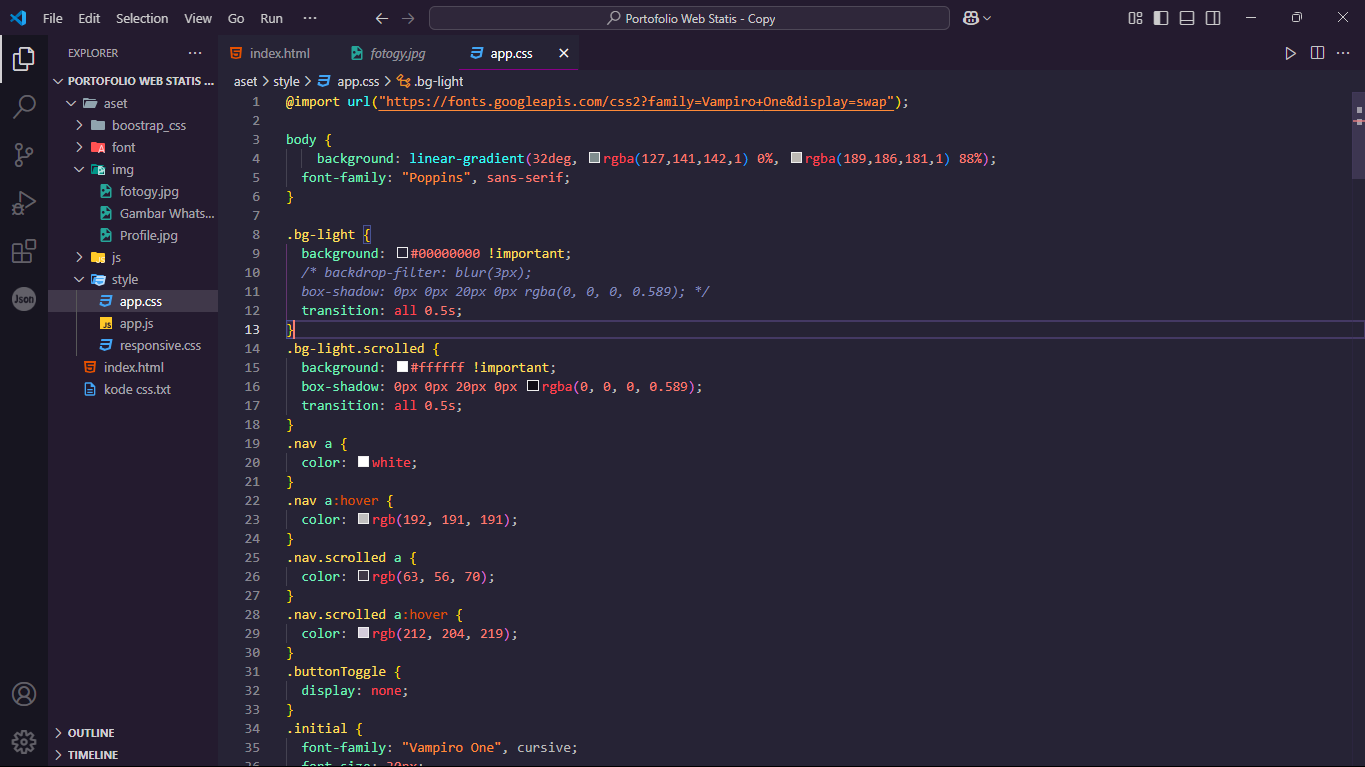 File Edit Selection View Go Run ··· Portofolio Web Statis - Copy
EXPLORER ···
PORTOFOLIO WEB STATIS ...
aset
boostrap_css
font
img
fotogy.jpg
Gambar Whats...
Profile.jpg
js
style
app.css
JS app.js
responsive.css
index.html
kode css.txt
OUTLINE
TIMELINE
Json
index.html fotogy.jpg app.css
aset > style > app.css > .bg-light
1 @import url("https://fonts.googleapis.com/css2?family=Vampiro+One&display=swap");
2
3 body {
4 background: linear-gradient(32deg, rgba(127,141,142,1) 0%, rgba(189,186,181,1) 88%);
5 font-family: "Poppins", sans-serif;
6 }
7
8 .bg-light {
9 background: #00000000 !important;
10 /* backdrop-filter: blur(3px);
11 box-shadow: 0px 0px 20px 0px rgba(0, 0, 0, 0.589); */
12 transition: all 0.5s;
13 }
14 .bg-light.scrolled {
15 background: #ffffff !important;
16 box-shadow: 0px 0px 20px 0px rgba(0, 0, 0, 0.589);
17 transition: all 0.5s;
18 }
19 .nav a {
20 color: white;
21 }
22 .nav a:hover {
23 color: rgb(192, 191, 191);
24 }
25 .nav.scrolled a {
26 color: rgb(63, 56, 70);
27 }
28 .nav.scrolled a:hover {
29 color: rgb(212, 204, 219);
30 }
31 .buttonToggle {
32 display: none;
33 }
34 .initial {
35 font-family: "Vampiro One", cursive;